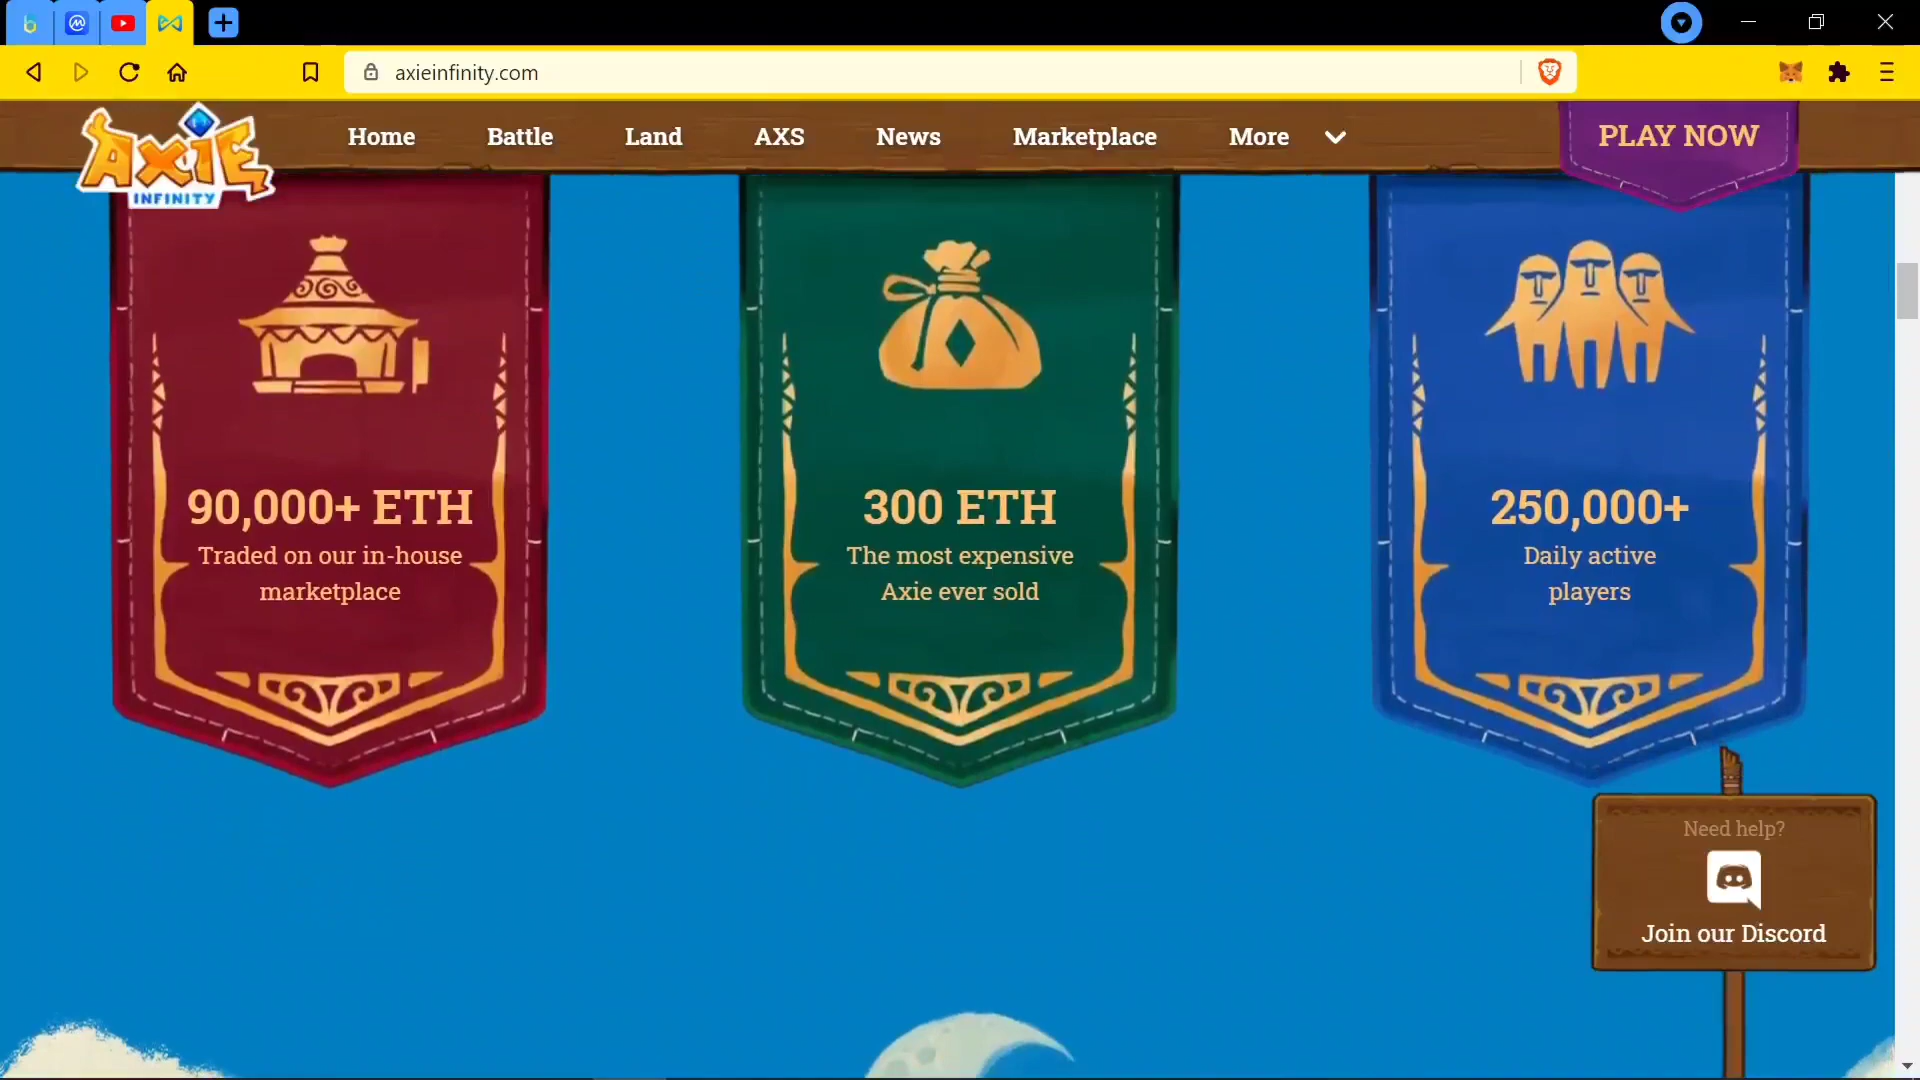 axieinfinity.com
AXIE
INFINITY
Home
Battle
Land
AXS
News
Marketplace
More
PLAY NOW
90,000+ ETH
Traded on our in-house
marketplace
300 ETH
The most expensive
Axie ever sold
250,000+
Daily active
players
Need help?
Join our Discord